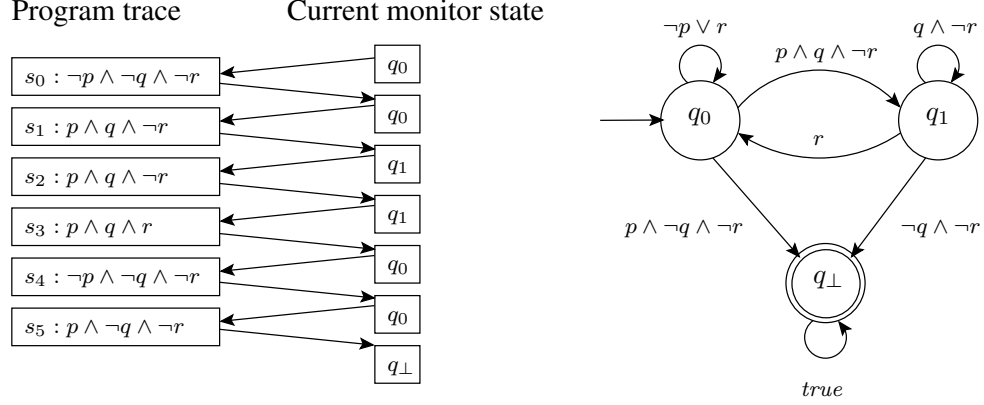 Program trace
Current monitor state
q₀
s₀ : ¬p ∧ ¬q ∧ ¬r
q₀
s₁ : p ∧ q ∧ ¬r
q₁
s₂ : p ∧ q ∧ ¬r
q₁
s₃ : p ∧ q ∧ r
q₀
s₄ : ¬p ∧ ¬q ∧ ¬r
q₀
s₅ : p ∧ ¬q ∧ ¬r
q⊥
¬p ∨ r
q ∧ ¬r
p ∧ q ∧ ¬r
q₀
q₁
r
p ∧ ¬q ∧ ¬r
¬q ∧ ¬r
q⊥
true